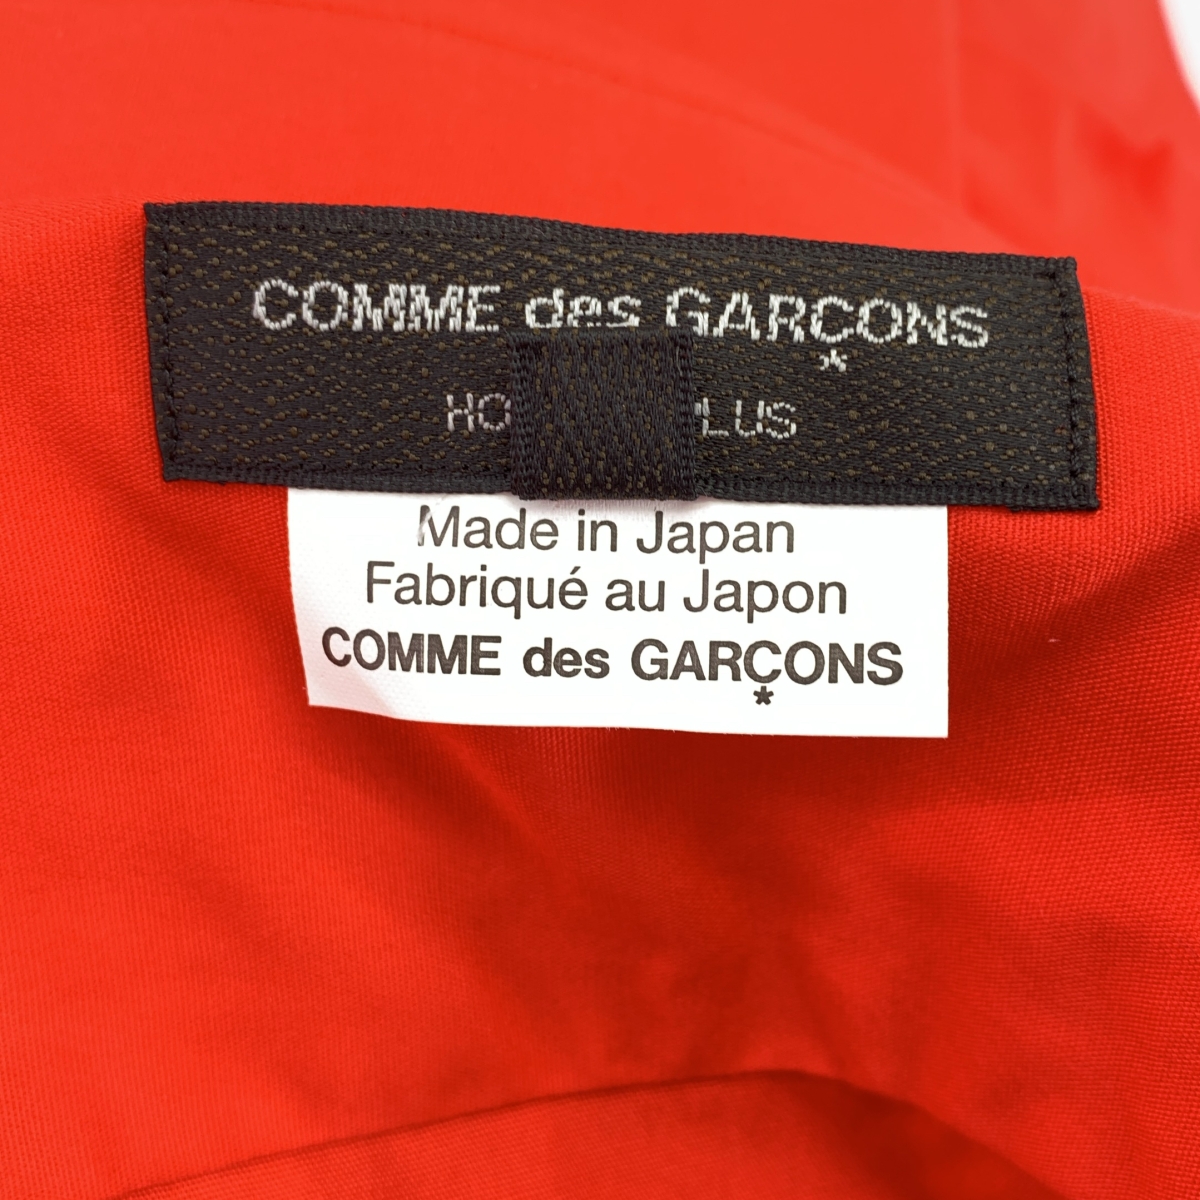 COMME des GARÇONS
HO LUS
Made in Japan
Fabriqué au Japon
COMME des GARÇONS
*